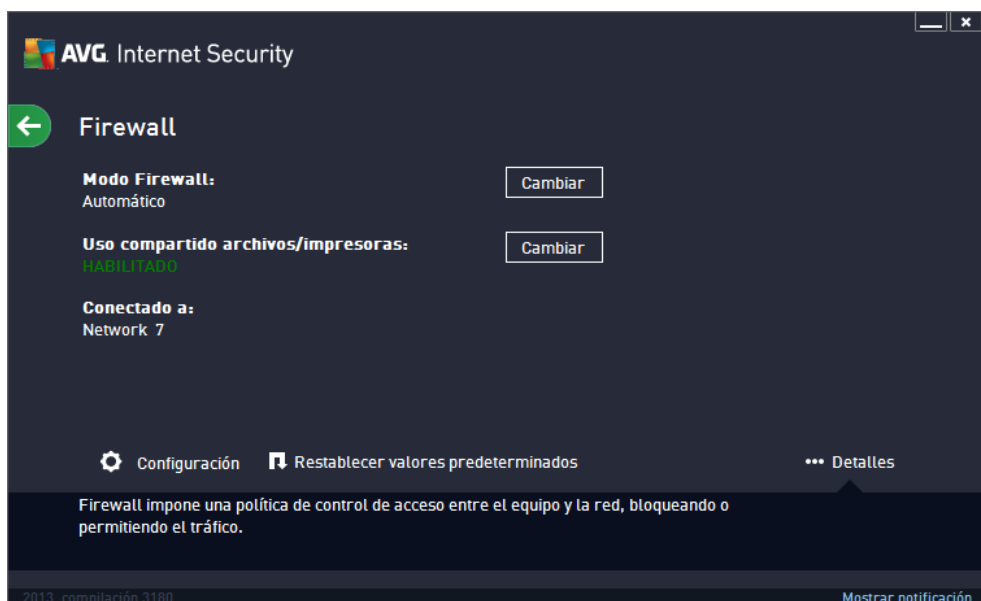 AVG. Internet Security
Firewall
Modo Firewall:
Cambiar
Automático
Uso compartido archivos/impresoras:
Cambiar
HABILITADO
Conectado a:
Network 7
Configuración
Restablecer valores predeterminados
••• Detalles
Firewall impone una política de control de acceso entre el equipo y la red, bloqueando o
permitiendo el tráfico.
2013 compilación 3180
Mostrar notificación